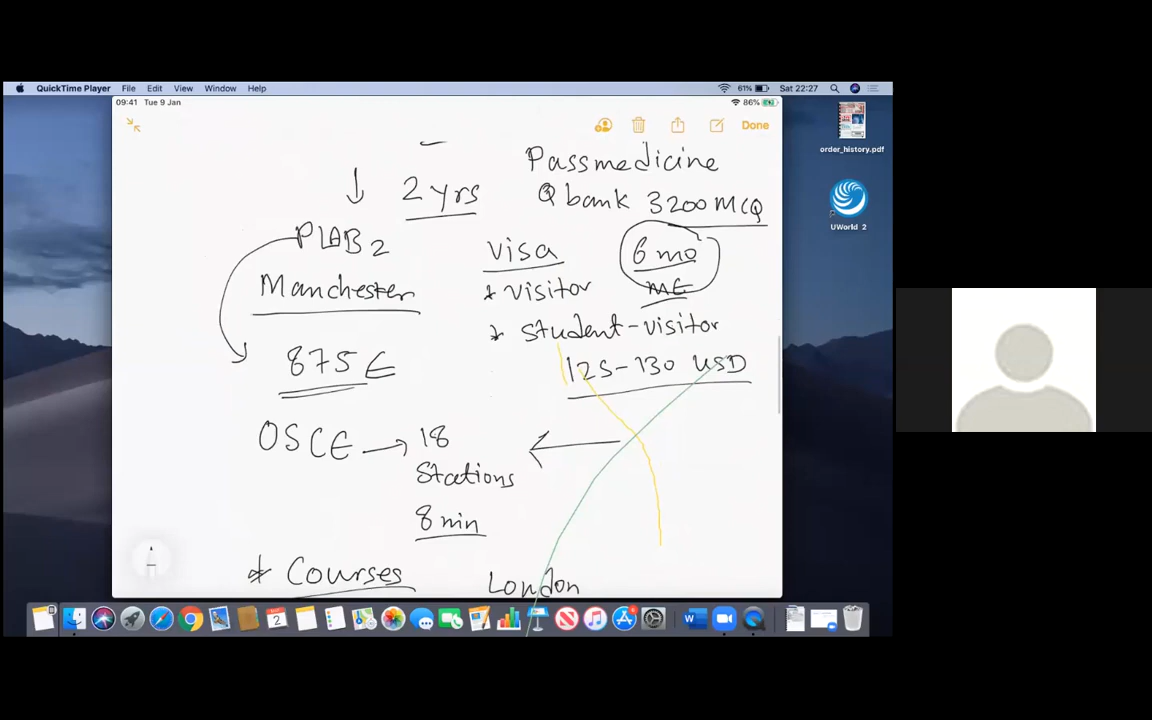 QuickTime Player File Edit View Window Help 61% Sat 22:27
09:41 Tue 9 Jan 86%
Done
order_history.pdf
UWorld 2
Passmedicine
2 yrs
Q bank 3200 MCQ
PLAB 2
Visa
6 mo
Manchester
* Visitor
ME
* Student-visitor
875 £
125-130 USD
OSCE → 18
Stations
8 min
* Courses
London